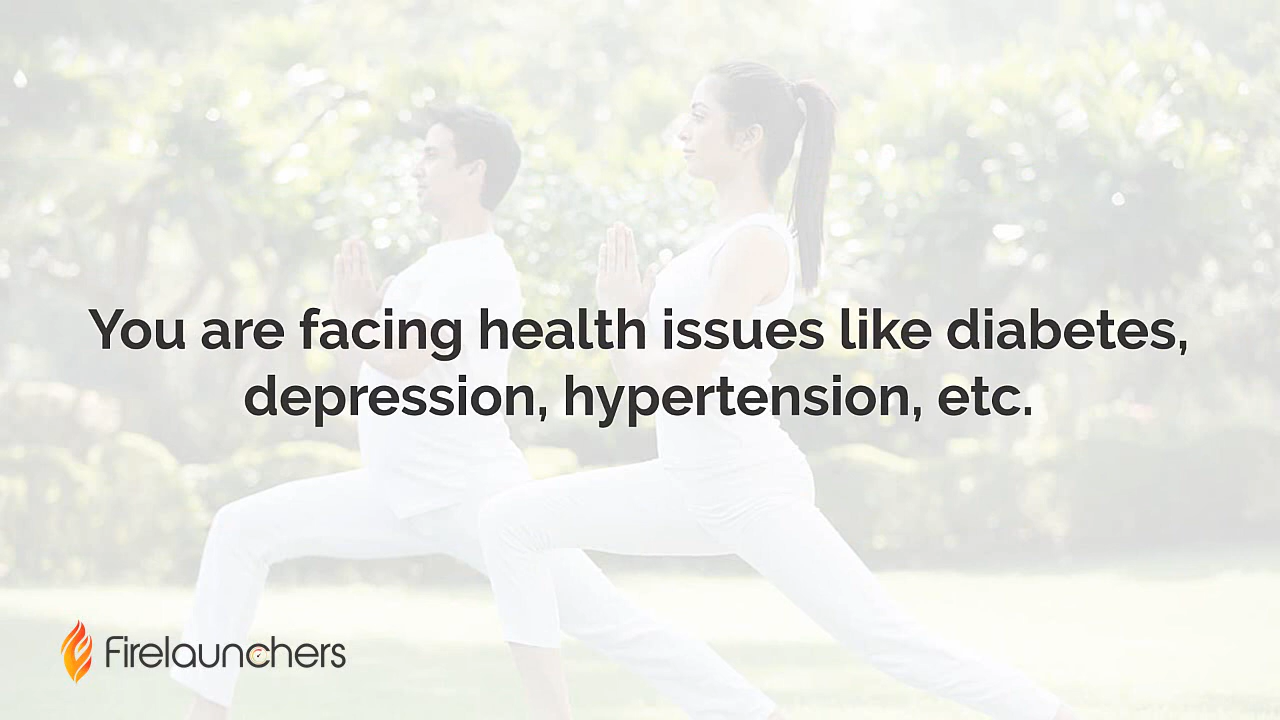 You are facing health issues like diabetes,
depression, hypertension, etc.
Firelaunchers